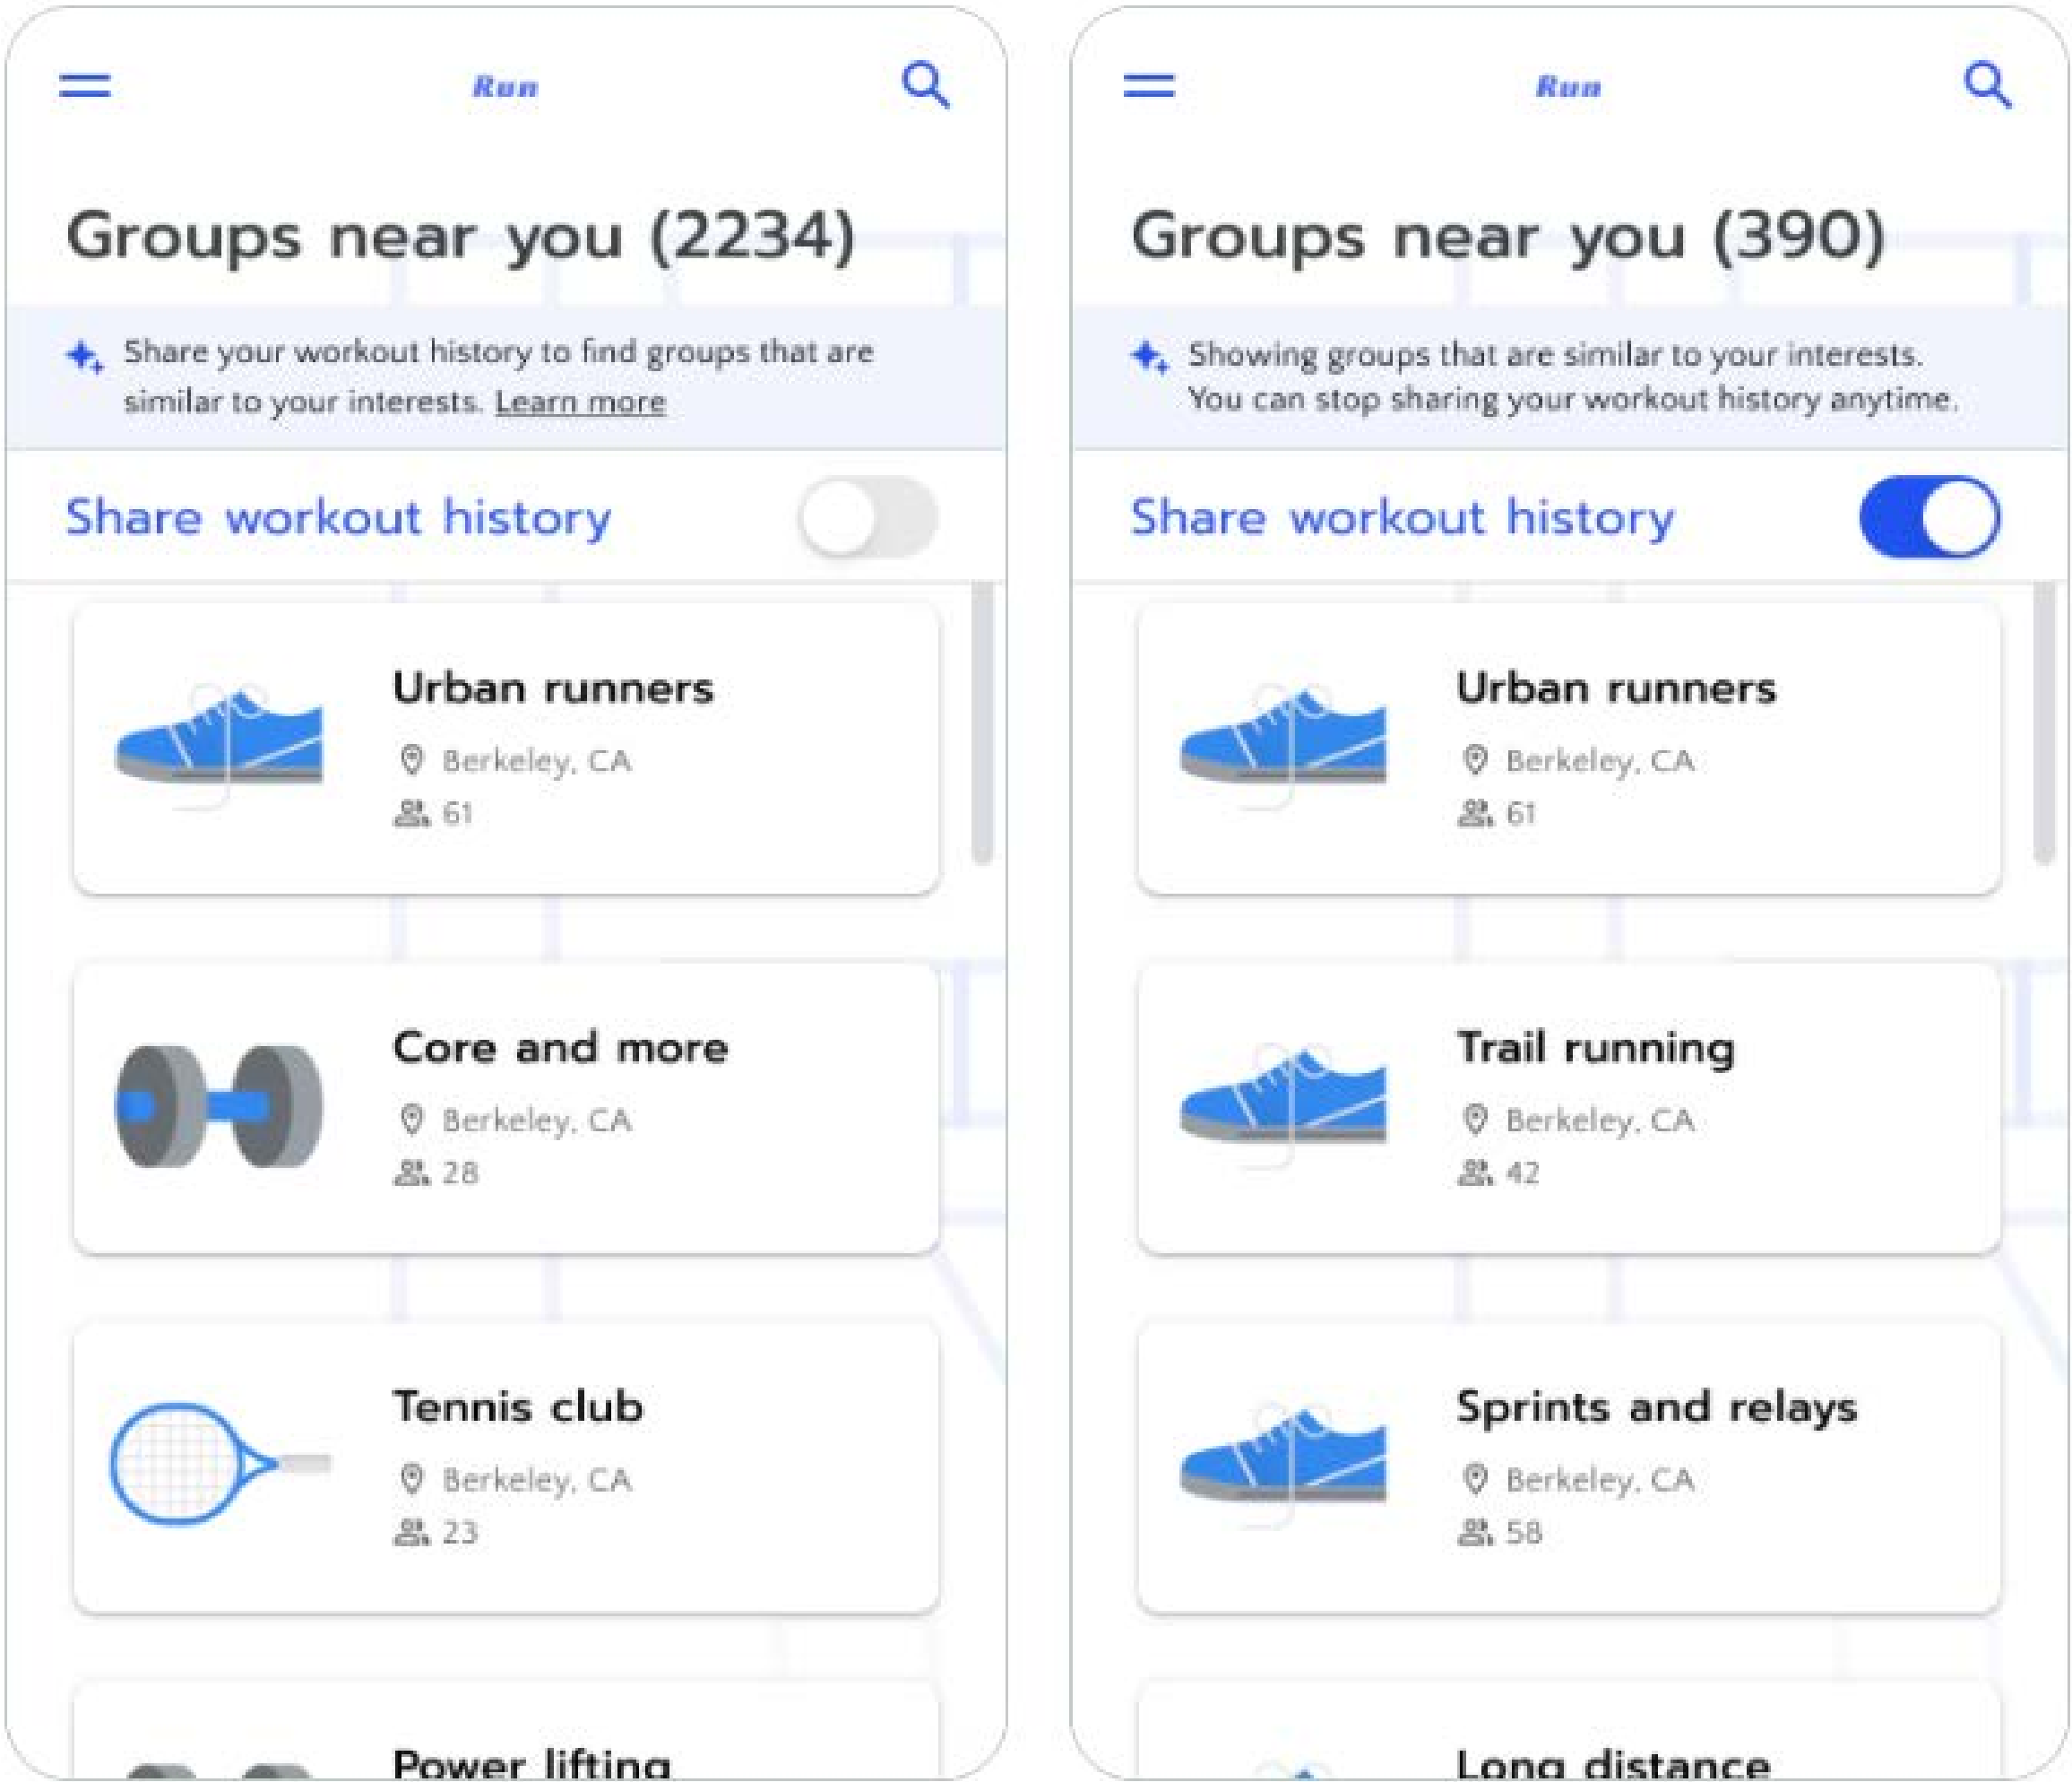 Run
Groups near you (2234)
Share your workout history to find groups that are
similar to your interests. Learn more
Share workout history
Urban runners
Berkeley, CA
61
Core and more
Berkeley, CA
28
Tennis club
Berkeley, CA
23
Power lifting
Run
Groups near you (390)
Showing groups that are similar to your interests.
You can stop sharing your workout history anytime.
Share workout history
Urban runners
Berkeley, CA
61
Trail running
Berkeley, CA
42
Sprints and relays
Berkeley, CA
58
Long distance